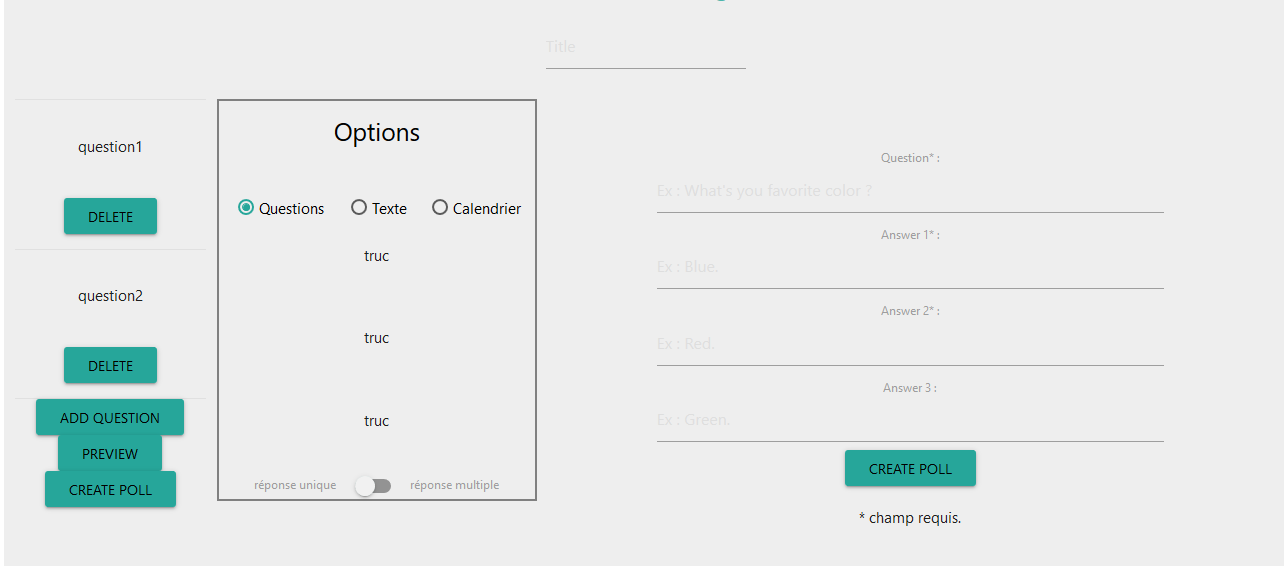 Title
question1
DELETE
question2
DELETE
ADD QUESTION
PREVIEW
CREATE POLL
Options
Questions Texte Calendrier
truc
truc
truc
réponse unique réponse multiple
Question* :
Ex : What's you favorite color ?
Answer 1* :
Ex : Blue.
Answer 2* :
Ex : Red.
Answer 3 :
Ex : Green.
CREATE POLL
* champ requis.